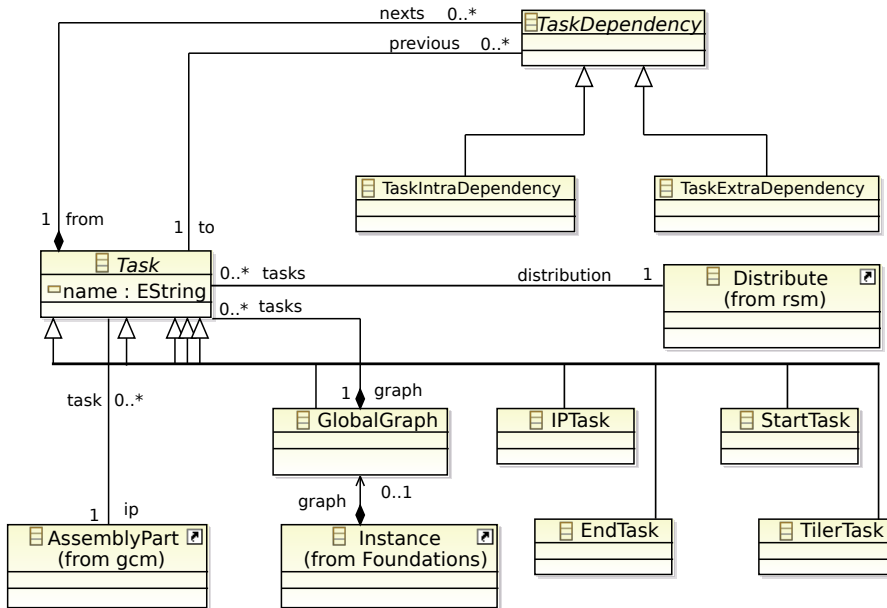 nexts 0..*
TaskDependency
previous 0..*
TaskIntraDependency
TaskExtraDependency
1 from
1 to
Task
name : EString
0..* tasks
distribution 1
Distribute
(from rsm)
0..* tasks
task 0..*
1 graph
GlobalGraph
IPTask
StartTask
graph 0..1
1 ip
AssemblyPart
(from gcm)
Instance
(from Foundations)
EndTask
TilerTask